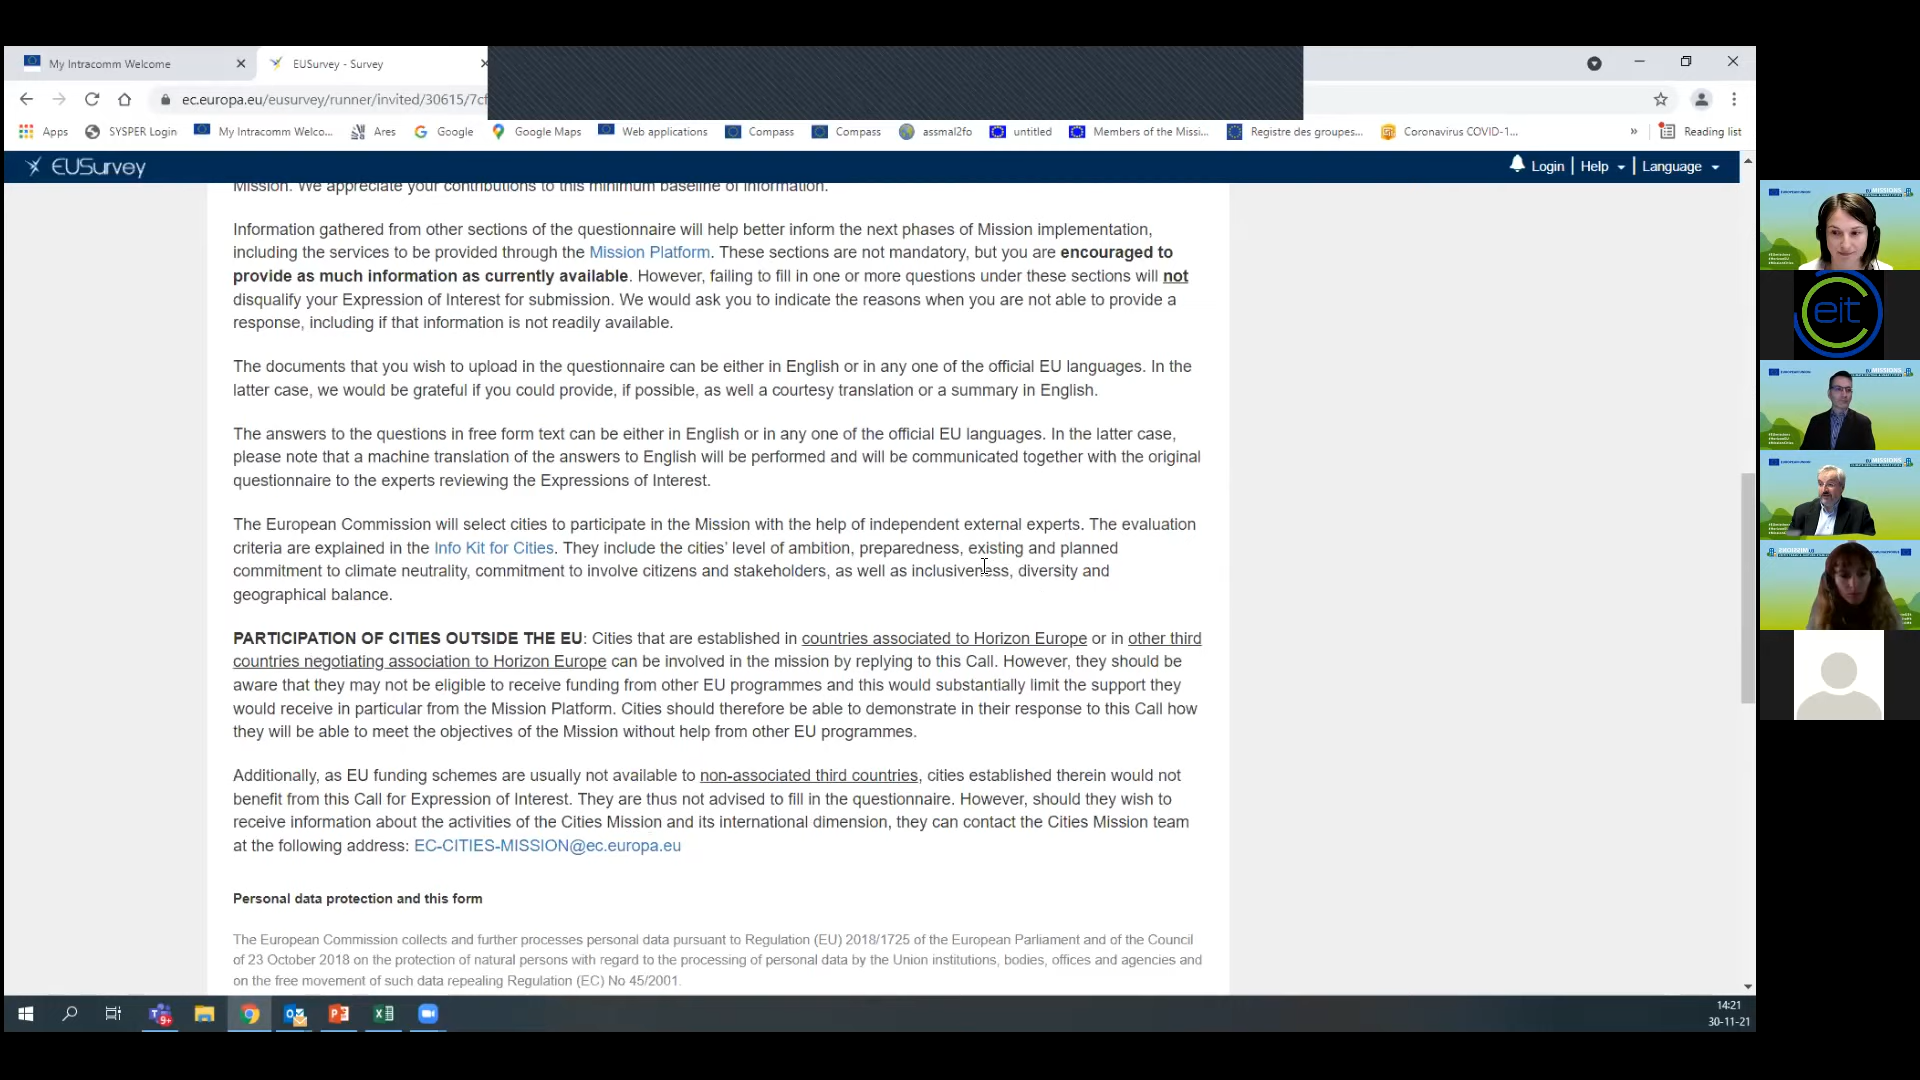 My Intracomm Welcome
EUSurvey - Survey
ec.europa.eu/eusurvey/runner/invited/30615/7cf
Apps SYSPER Login My Intracomm Welco... Ares Google Google Maps Web applications Compass Compass assmal2fo untitled Members of the Missi... Registre des groupes... Coronavirus COVID-1... » Reading list
EUSurvey Login | Help | Language
Mission. We appreciate your contributions to this minimum baseline of information.
Information gathered from other sections of the questionnaire will help better inform the next phases of Mission implementation,
including the services to be provided through the Mission Platform. These sections are not mandatory, but you are encouraged to
provide as much information as currently available. However, failing to fill in one or more questions under these sections will not
disqualify your Expression of Interest for submission. We would ask you to indicate the reasons when you are not able to provide a
response, including if that information is not readily available.
The documents that you wish to upload in the questionnaire can be either in English or in any one of the official EU languages. In the
latter case, we would be grateful if you could provide, if possible, as well a courtesy translation or a summary in English.
The answers to the questions in free form text can be either in English or in any one of the official EU languages. In the latter case,
please note that a machine translation of the answers to English will be performed and will be communicated together with the original
questionnaire to the experts reviewing the Expressions of Interest.
The European Commission will select cities to participate in the Mission with the help of independent external experts. The evaluation
criteria are explained in the Info Kit for Cities. They include the cities' level of ambition, preparedness, existing and planned
commitment to climate neutrality, commitment to involve citizens and stakeholders, as well as inclusiveness, diversity and
geographical balance.
PARTICIPATION OF CITIES OUTSIDE THE EU: Cities that are established in countries associated to Horizon Europe or in other third
countries negotiating association to Horizon Europe can be involved in the mission by replying to this Call. However, they should be
aware that they may not be eligible to receive funding from other EU programmes and this would substantially limit the support they
would receive in particular from the Mission Platform. Cities should therefore be able to demonstrate in their response to this Call how
they will be able to meet the objectives of the Mission without help from other EU programmes.
Additionally, as EU funding schemes are usually not available to non-associated third countries, cities established therein would not
benefit from this Call for Expression of Interest. They are thus not advised to fill in the questionnaire. However, should they wish to
receive information about the activities of the Cities Mission and its international dimension, they can contact the Cities Mission team
at the following address: EC-CITIES-MISSION@ec.europa.eu
Personal data protection and this form
The European Commission collects and further processes personal data pursuant to Regulation (EU) 2018/1725 of the European Parliament and of the Council
of 23 October 2018 on the protection of natural persons with regard to the processing of personal data by the Union institutions, bodies, offices and agencies and
on the free movement of such data repealing Regulation (EC) No 45/2001.
eit
9+
14:21
30-11-21